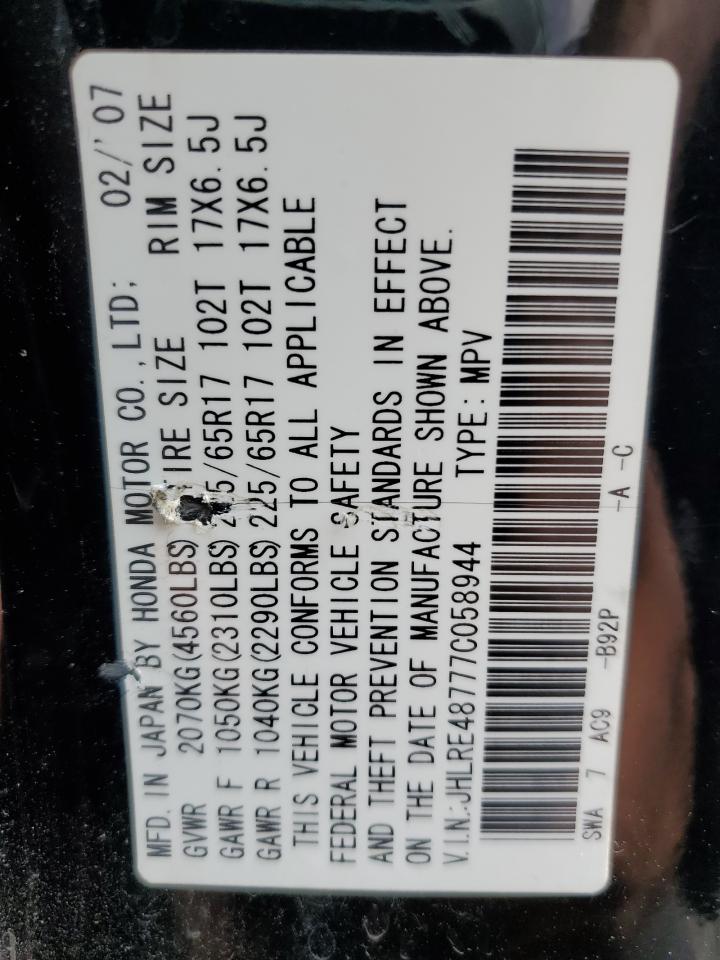 MFD. IN JAPAN BY HONDA MOTOR CO., LTD; 02/'07
GVWR 2070KG(4560LBS) IRE SIZE RIM SIZE
GAWR F 1050KG(2310LBS) 225/65R17 102T 17X6.5J
GAWR R 1040KG(2290LBS) 225/65R17 102T 17X6.5J
THIS VEHICLE CONFORMS TO ALL APPLICABLE
FEDERAL MOTOR VEHICLE SAFETY
AND THEFT PREVENTION STANDARDS IN EFFECT
ON THE DATE OF MANUFACTURE SHOWN ABOVE.
V.I.N.:JHLRE48777C058944 TYPE: MPV
SWA 7 AC9 -B92P -A -C